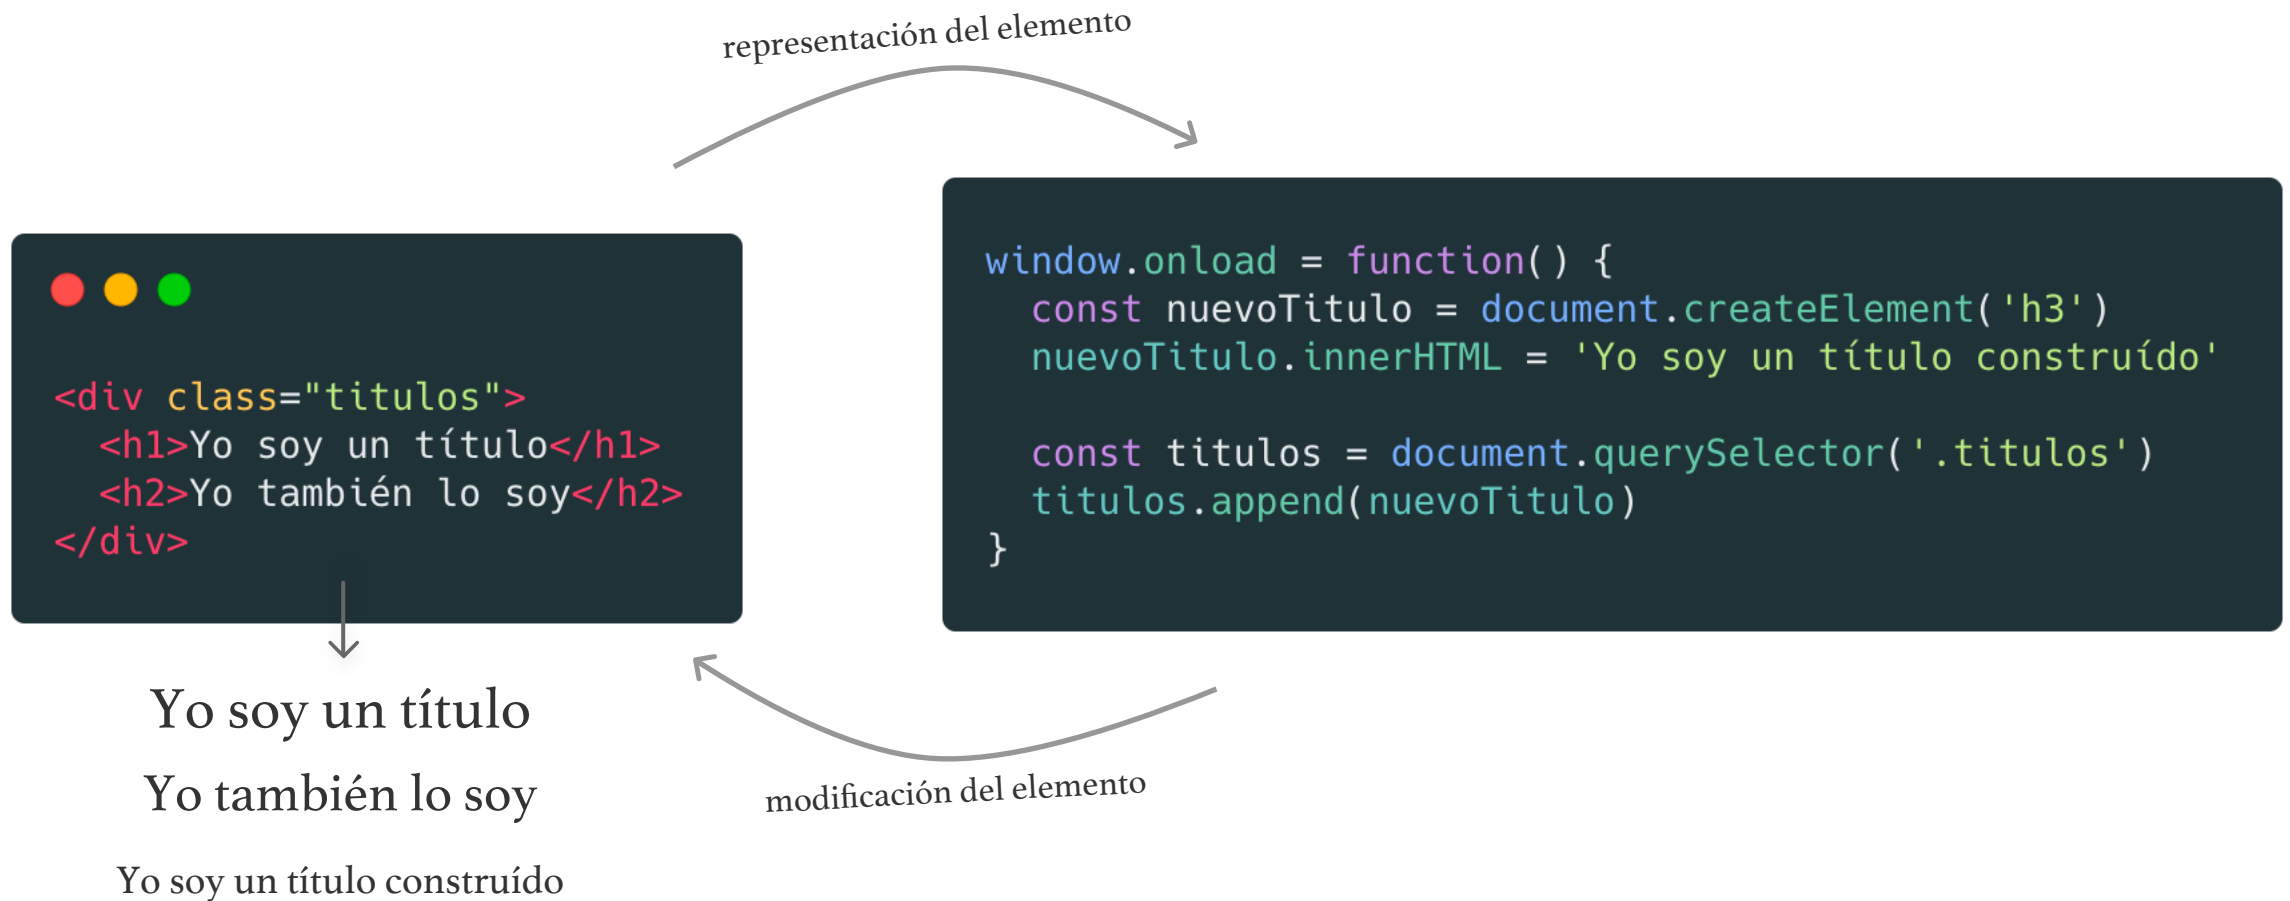 representación del elemento
<div class="titulos">
  <h1>Yo soy un título</h1>
  <h2>Yo también lo soy</h2>
</div>
window.onload = function() {
  const nuevoTitulo = document.createElement('h3')
  nuevoTitulo.innerHTML = 'Yo soy un título construído'
  const titulos = document.querySelector('.titulos')
  titulos.append(nuevoTitulo)
}
Yo soy un título
Yo también lo soy
Yo soy un título construído
modificación del elemento